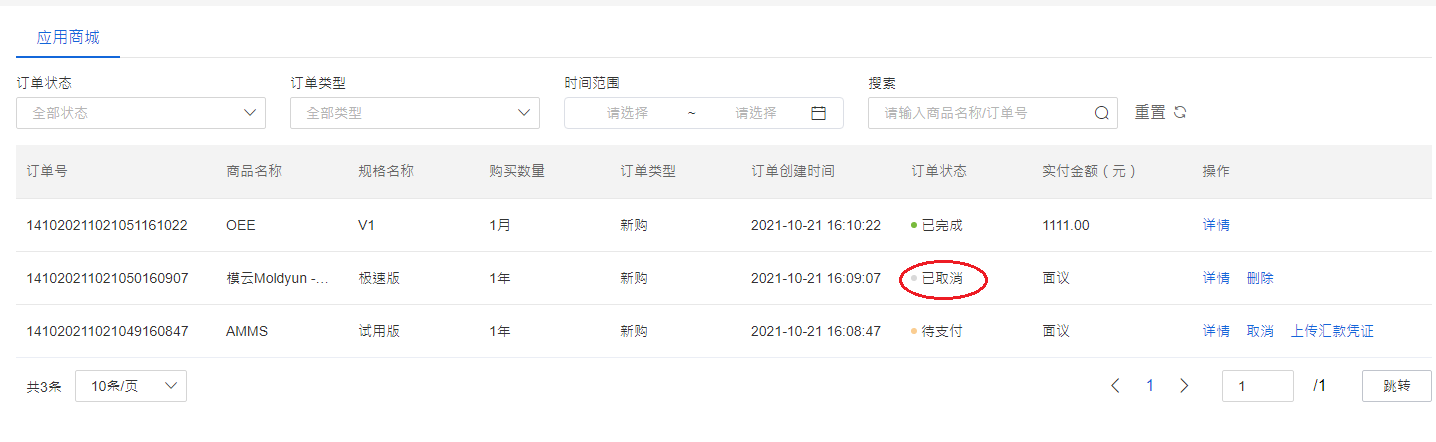 应用商城
订单状态 订单类型 时间范围 搜索
全部状态 全部类型 请选择 ~ 请选择 请输入商品名称/订单号 重置
订单号 商品名称 规格名称 购买数量 订单类型 订单创建时间 订单状态 实付金额（元） 操作
141020211021051161022 OEE V1 1月 新购 2021-10-21 16:10:22 已完成 1111.00 详情
141020211021050160907 模云Moldyun -... 极速版 1年 新购 2021-10-21 16:09:07 已取消 面议 详情 删除
141020211021049160847 AMMS 试用版 1年 新购 2021-10-21 16:08:47 待支付 面议 详情 取消 上传汇款凭证
共3条 10条/页 1 1 /1 跳转